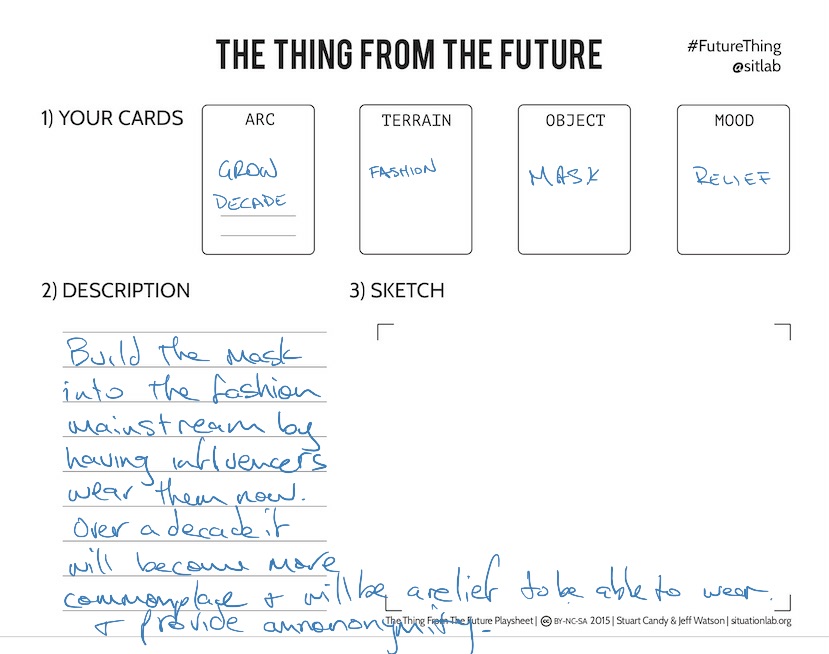 THE THING FROM THE FUTURE
#FutureThing
@sitlab
1) YOUR CARDS
ARC
GROW
DECADE
TERRAIN
FASHION
OBJECT
MASK
MOOD
RELIEF
2) DESCRIPTION
3) SKETCH
Build the mask
into the fashion
mainstream by
having influencers
wear them now.
Over a decade it
will become more
commonplace & will be a relief to be able to wear.
& provide annononymity.
The Thing From The Future Playsheet | CC BY-NC-SA 2015 | Stuart Candy & Jeff Watson | situationlab.org